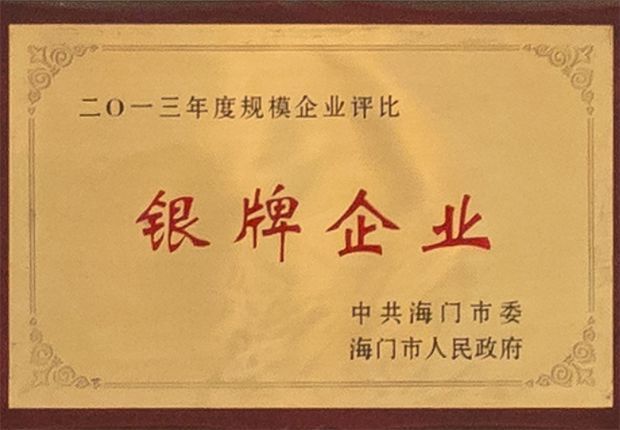 二〇一三年度规模企业评比
银牌企业
中共海门市委
海门市人民政府